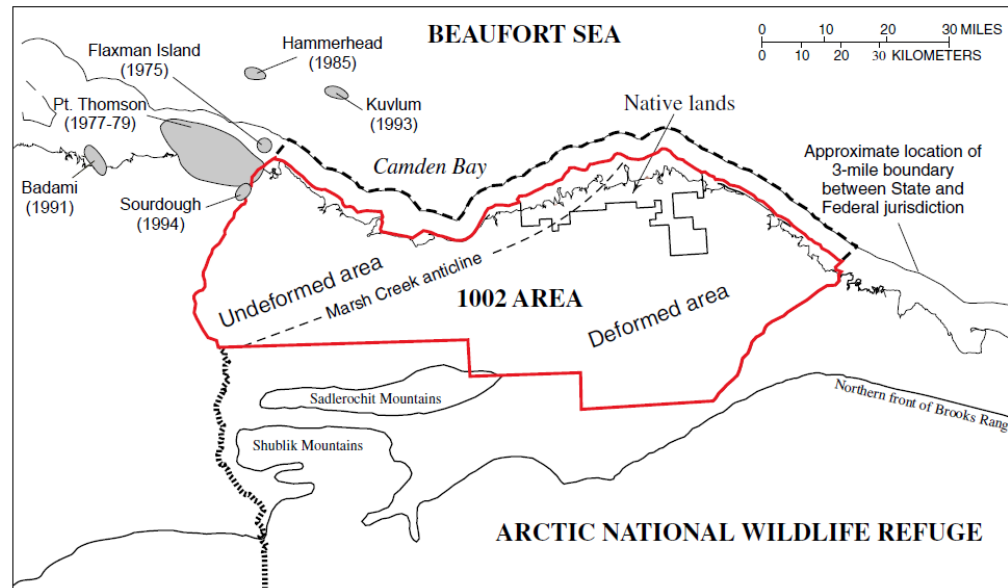 BEAUFORT SEA
0 10 20 30 MILES
0 10 20 30 KILOMETERS
Hammerhead
(1985)
Flaxman Island
(1975)
Kuvlum
(1993)
Pt. Thomson
(1977-79)
Native lands
Camden Bay
Approximate location of
3-mile boundary
between State and
Federal jurisdiction
Badami
(1991)
Sourdough
(1994)
Undeformed area
Marsh Creek anticline
1002 AREA
Deformed area
Sadlerochit Mountains
Northern front of Brooks Rang
Shublik Mountains
ARCTIC NATIONAL WILDLIFE REFUGE